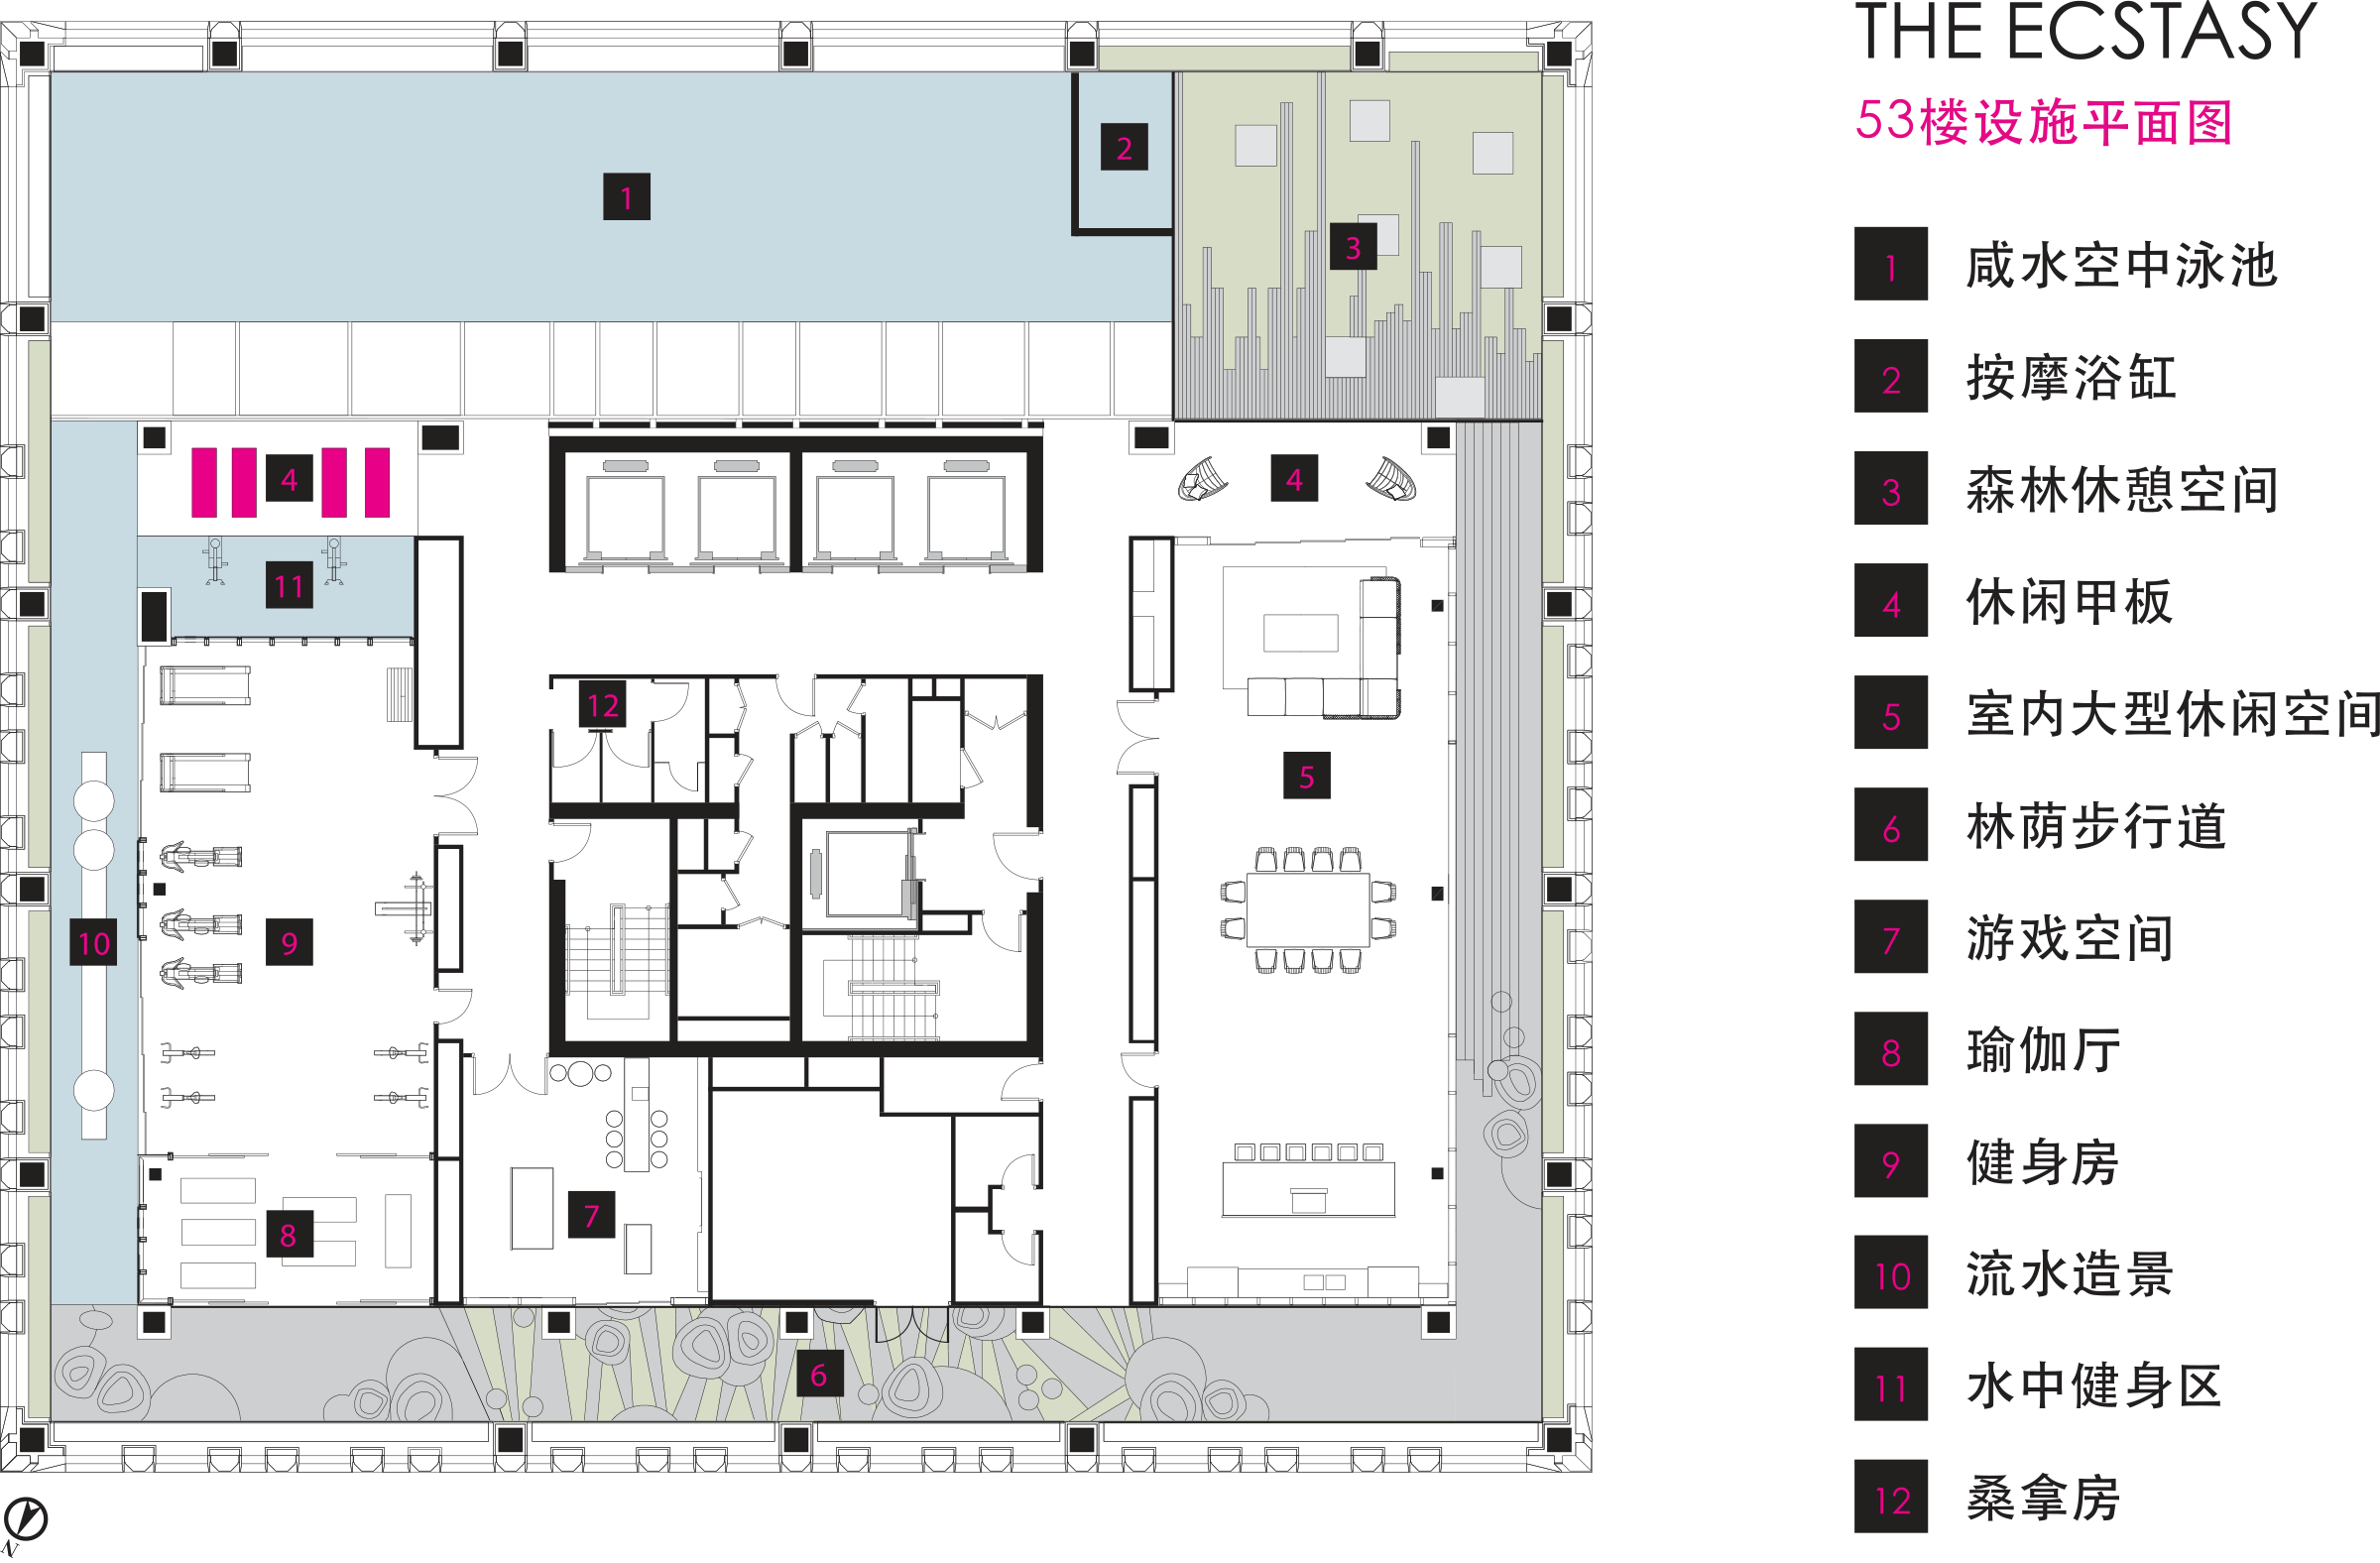 THE ECSTASY
53楼设施平面图
1 咸水空中泳池
2 按摩浴缸
3 森林休憩空间
4 休闲甲板
5 室内大型休闲空间
6 林荫步行道
7 游戏空间
8 瑜伽厅
9 健身房
10 流水造景
11 水中健身区
12 桑拿房
1
2
3
4
4
11
12
5
10
9
7
8
6
N